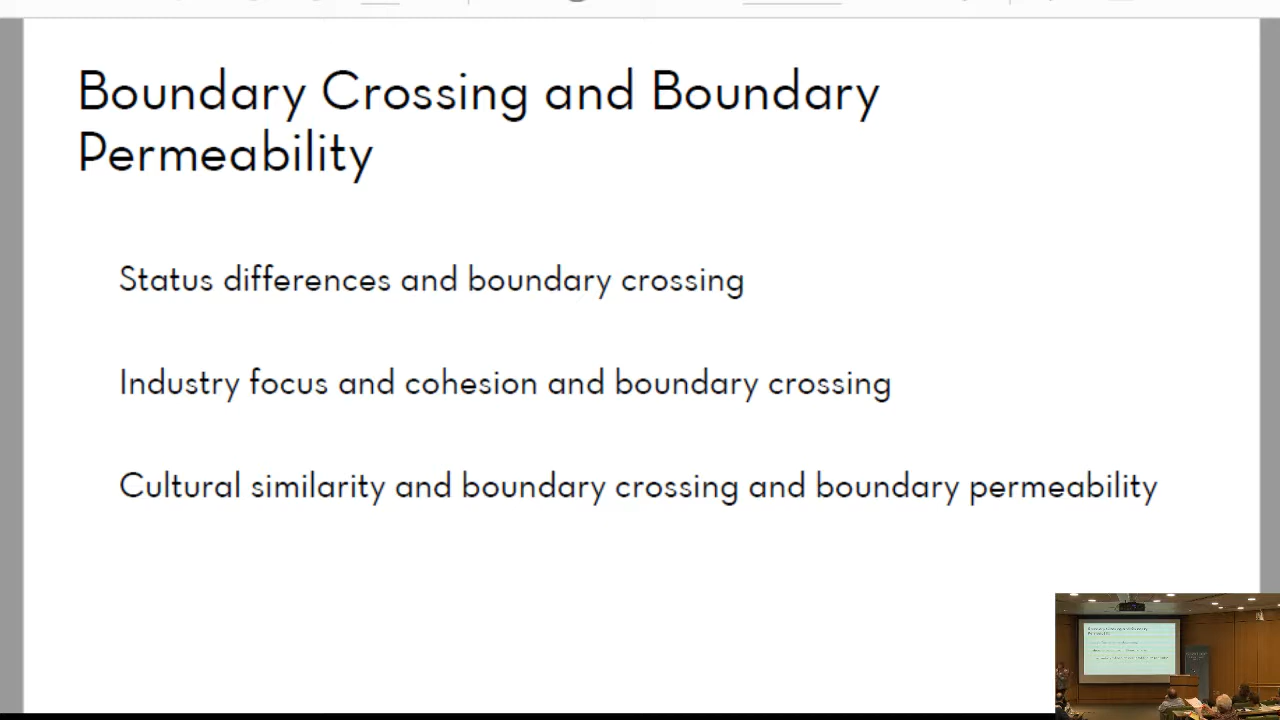 Boundary Crossing and Boundary
Permeability
Status differences and boundary crossing
Industry focus and cohesion and boundary crossing
Cultural similarity and boundary crossing and boundary permeability